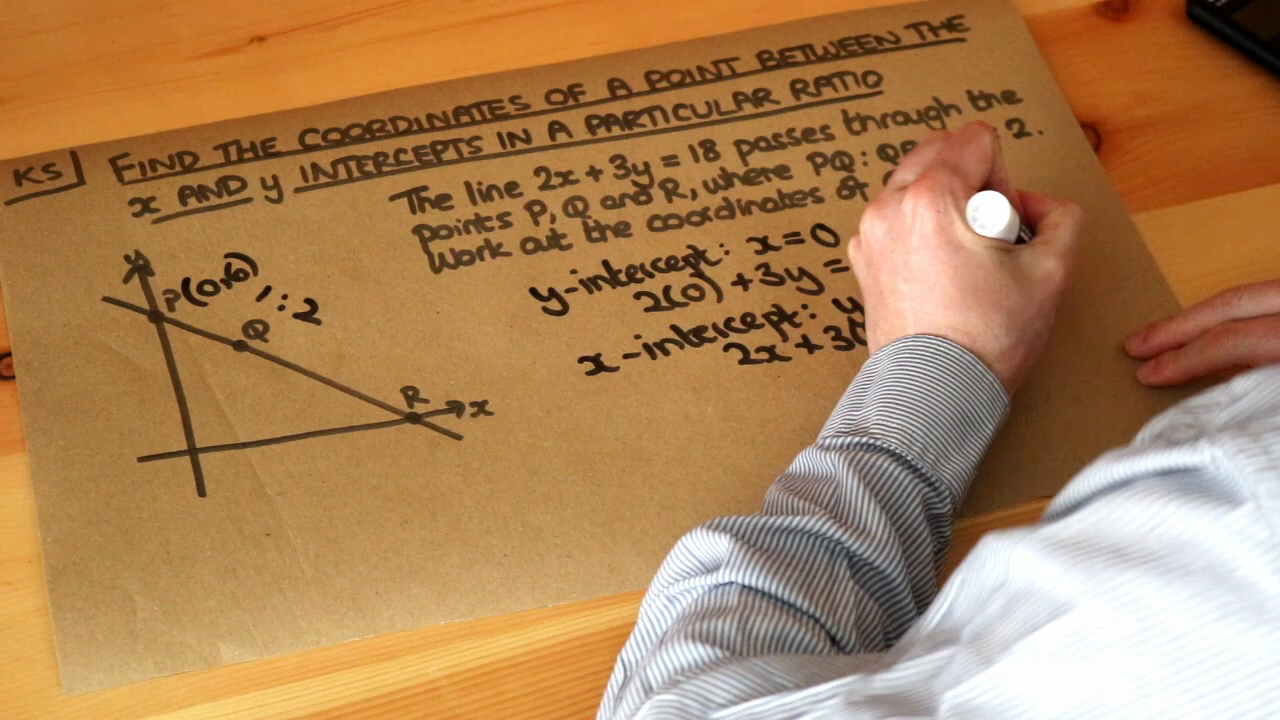 KS
FIND THE COORDINATES OF A POINT BETWEEN THE
x AND y INTERCEPTS IN A PARTICULAR RATIO
The line 2x + 3y = 18 passes through the
points P, Q and R, where PQ : 2.
Work out the coordinates of
y-intercept: x = 0
2(0) + 3y =
x-intercept: y
2x + 3(
y
P(0,6)
1:2
Q
R
x